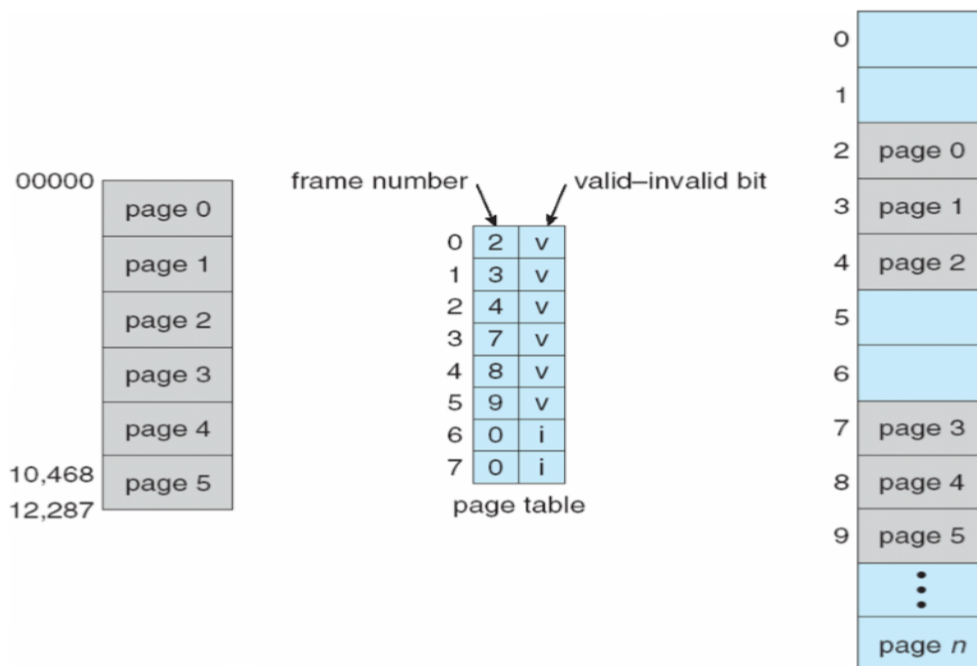 00000
page 0
page 1
page 2
page 3
page 4
10,468
page 5
12,287
frame number
valid–invalid bit
0 2 v
1 3 v
2 4 v
3 7 v
4 8 v
5 9 v
6 0 i
7 0 i
page table
0
1
2 page 0
3 page 1
4 page 2
5
6
7 page 3
8 page 4
9 page 5
page n